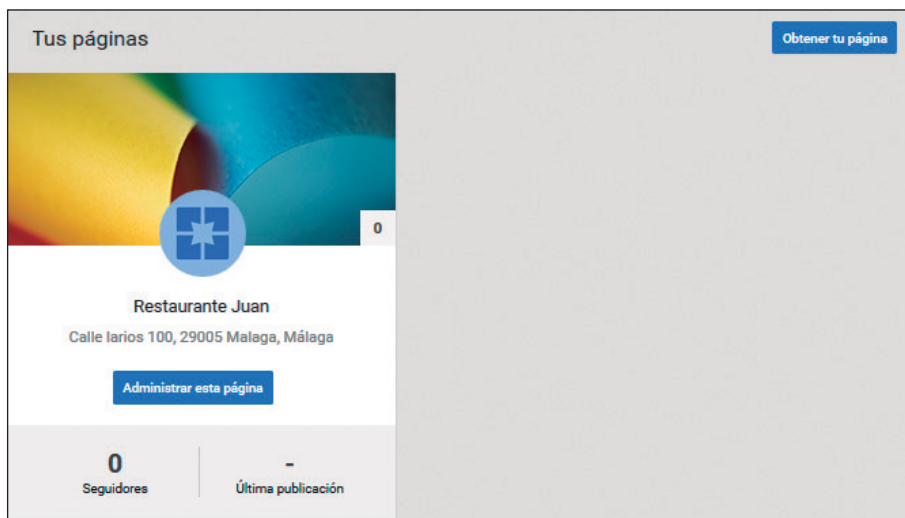 Tus páginas
Obtener tu página
0
Restaurante Juan
Calle larios 100, 29005 Malaga, Málaga
Administrar esta página
0
Seguidores
-
Última publicación